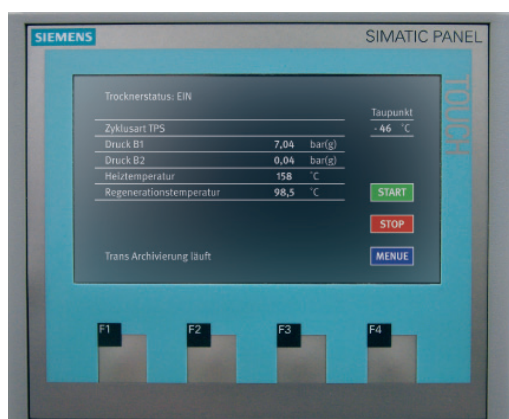 SIEMENS
SIMATIC PANEL
TOUCH
Trocknerstatus: EIN
Taupunkt
Zyklusart TPS
- 46 °C
Druck B1 7,04 bar(g)
Druck B2 0,04 bar(g)
Heiztemperatur 158 °C
Regenerationstemperatur 98,5 °C
START
STOP
Trans Archivierung läuft
MENUE
F1 F2 F3 F4